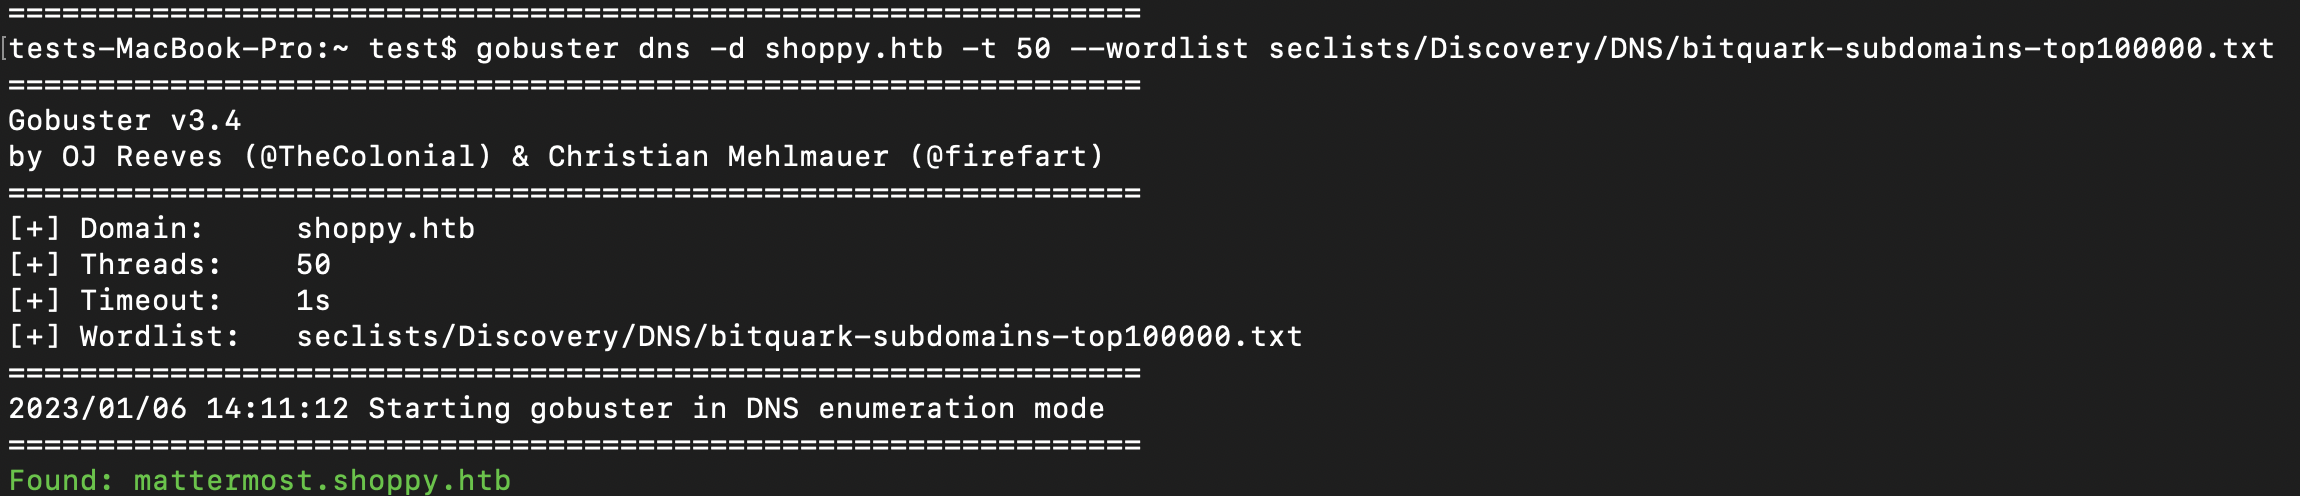 ===============================================================
tests-MacBook-Pro:~ test$ gobuster dns -d shoppy.htb -t 50 --wordlist seclists/Discovery/DNS/bitquark-subdomains-top100000.txt
===============================================================
Gobuster v3.4
by OJ Reeves (@TheColonial) & Christian Mehlmauer (@firefart)
===============================================================
[+] Domain:     shoppy.htb
[+] Threads:    50
[+] Timeout:    1s
[+] Wordlist:   seclists/Discovery/DNS/bitquark-subdomains-top100000.txt
===============================================================
2023/01/06 14:11:12 Starting gobuster in DNS enumeration mode
===============================================================
Found: mattermost.shoppy.htb